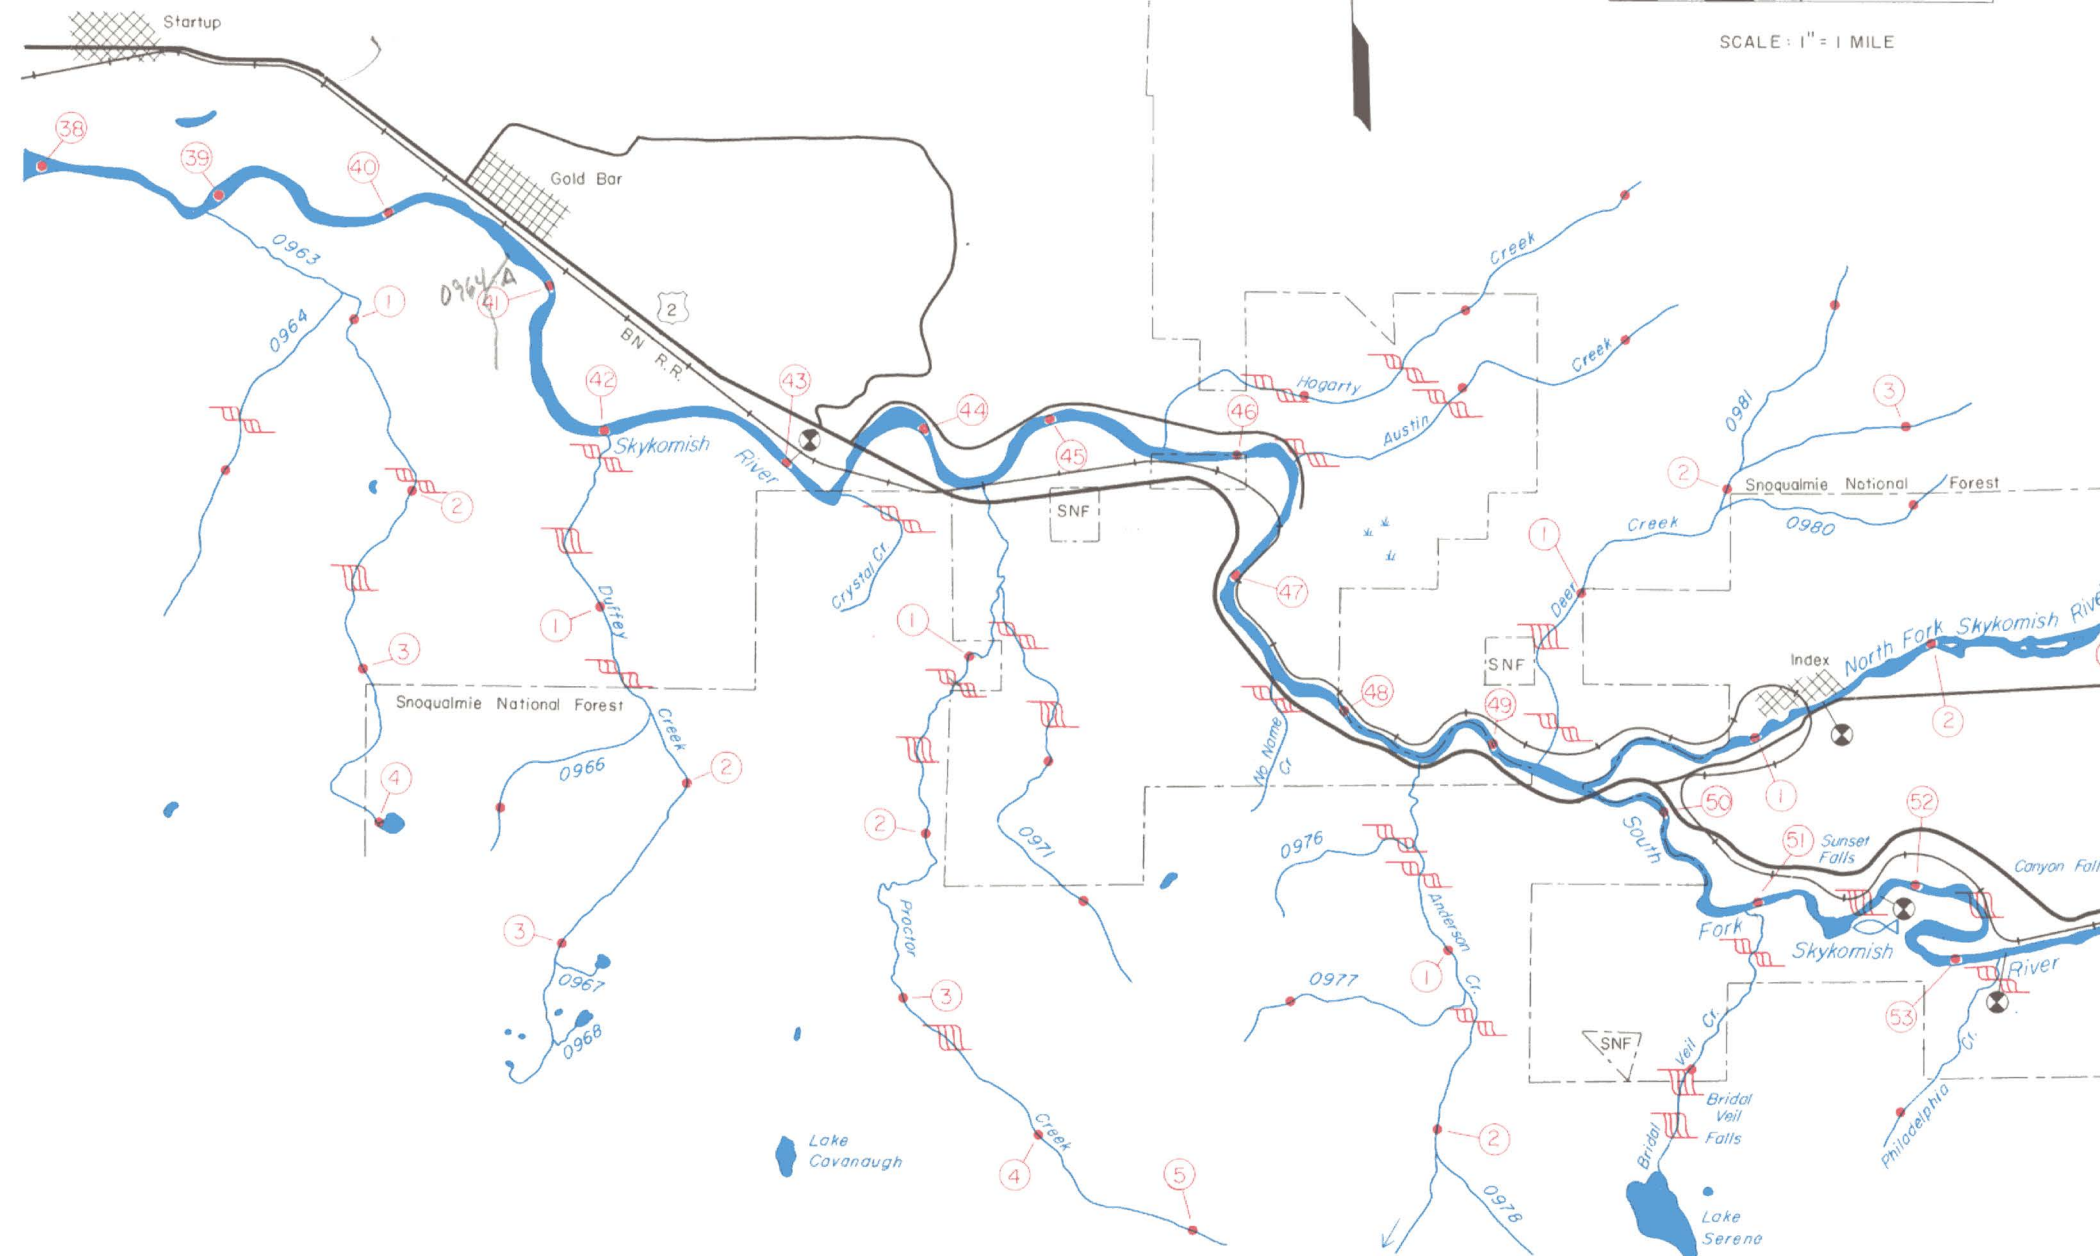 Startup
SCALE: 1" = 1 MILE
38
39
40
Gold Bar
0963
0964 A
41
1
0964
2
BN R.R.
42
43
44
45
46
Skykomish
River
2
Hogarty
Creek
Austin
Creek
0981
3
2
Snoqualmie National Forest
Creek
0980
1
Deer
SNF
Crystal Cr.
47
Duffey
1
1
3
SNF
North Fork Skykomish River
Index
2
Snoqualmie National Forest
Creek
0966
2
4
48
49
No Name
Cr
1
50
52
2
0971
0976
South
51
Sunset
Falls
Canyon Fall
Proctor
Anderson
Cr.
1
Fork
Skykomish
River
3
0967
0968
3
0977
53
SNF
Veil Cr.
Bridal
Bridal
Veil
Falls
Philadelphia
Cr.
Lake
Cavanaugh
Creek
4
5
2
0978
Lake
Serene